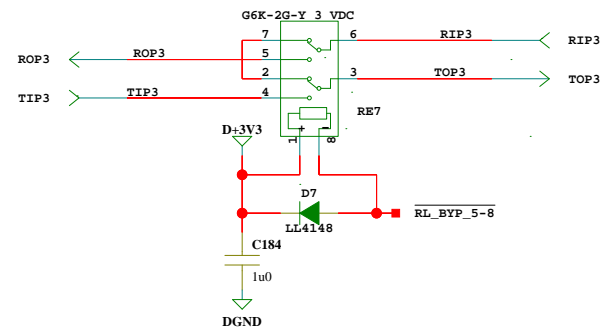 G6K-2G-Y 3 VDC
7
6
RIP3
RIP3
ROP3
ROP3
5
2
3
TOP3
TOP3
TIP3
TIP3
4
RE7
+
−
D+3V3
1
8
D7
RL_BYP_5-8
LL4148
C184
1u0
DGND